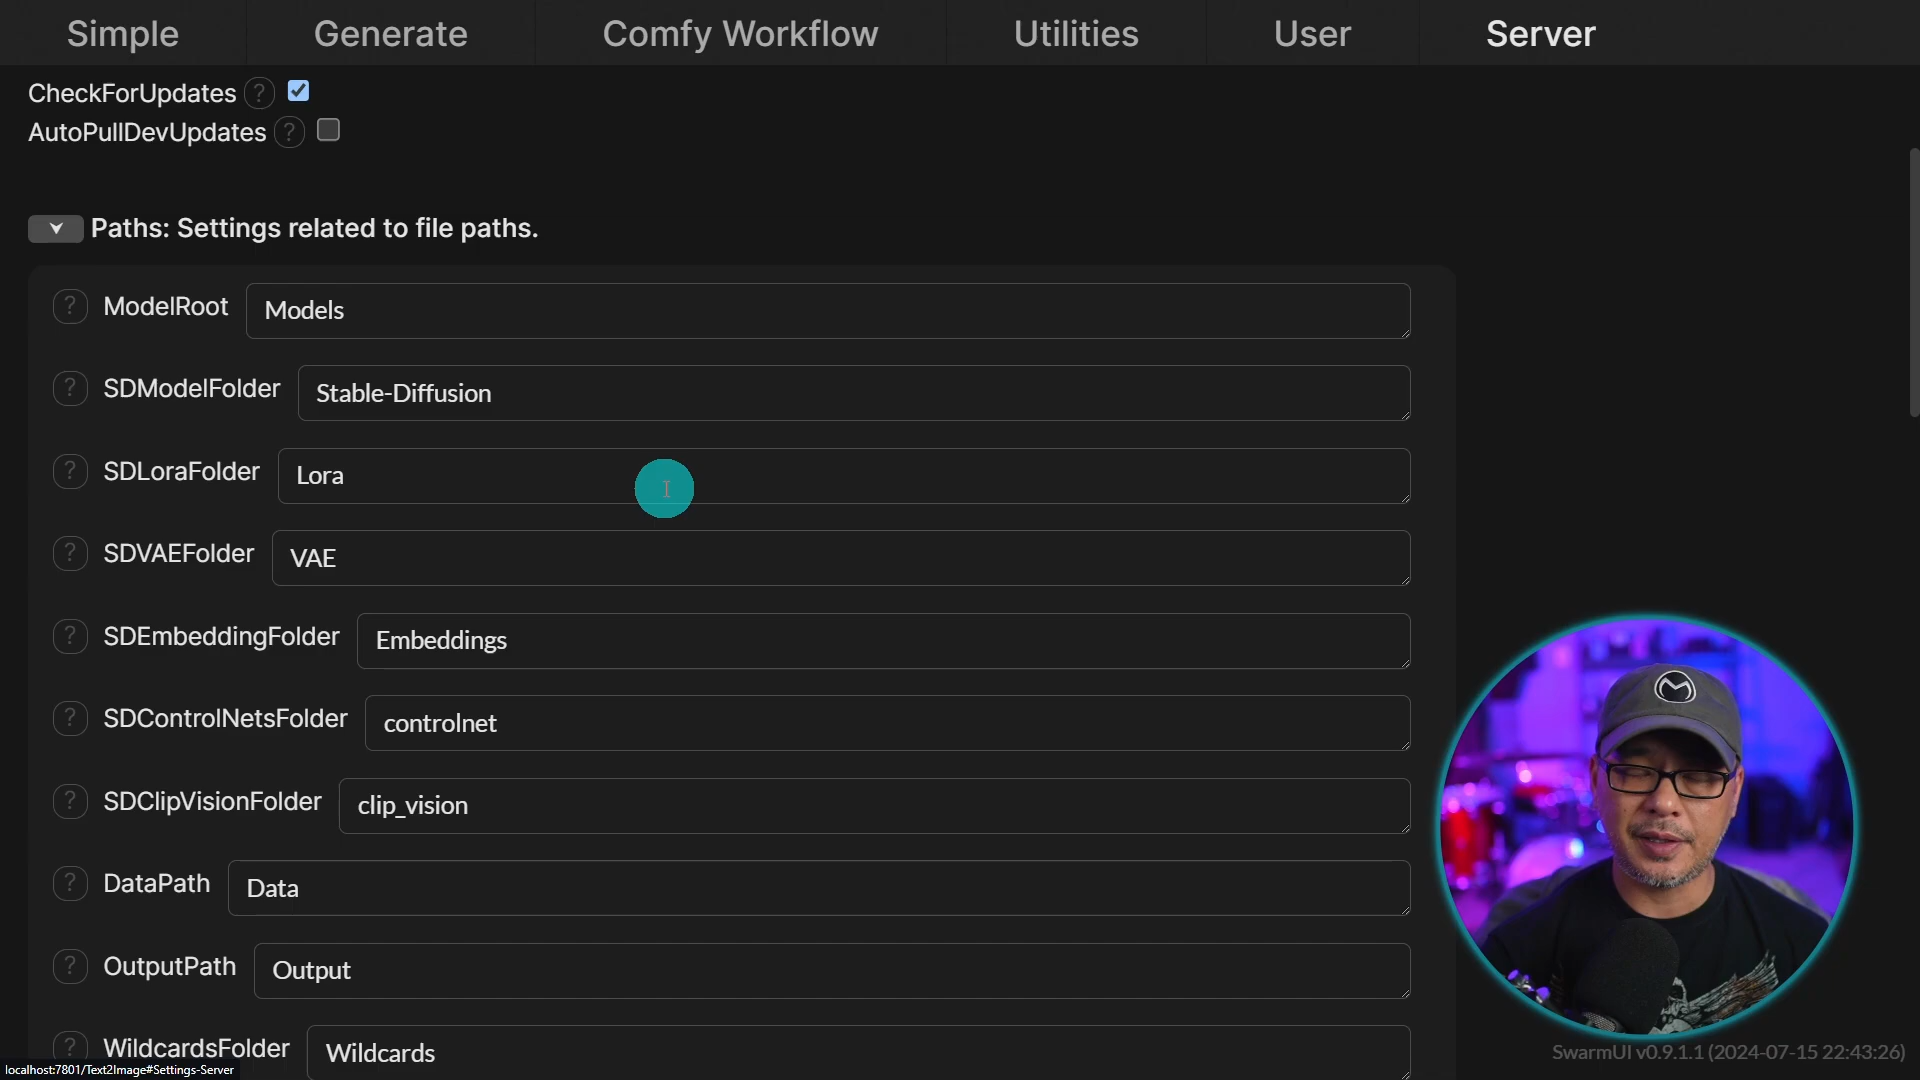 Simple Generate Comfy Workflow Utilities User Server
CheckForUpdates ?
AutoPullDevUpdates ?
Paths: Settings related to file paths.
? ModelRoot Models
? SDModelFolder Stable-Diffusion
? SDLoraFolder Lora
? SDVAEFolder VAE
? SDEmbeddingFolder Embeddings
? SDControlNetsFolder controlnet
? SDClipVisionFolder clip_vision
? DataPath Data
? OutputPath Output
? WildcardsFolder Wildcards
SwarmUI v0.9.1.1 (2024-07-15 22:43:26)
localhost:7801/Text2Image#Settings-Server